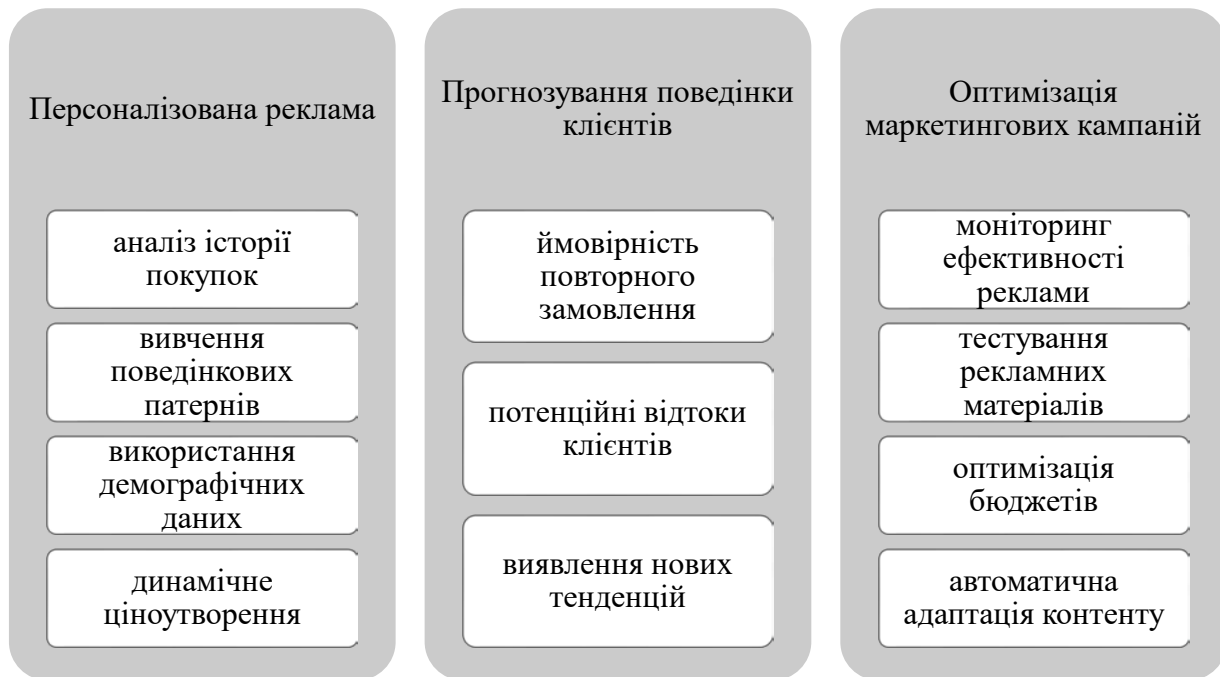 Персоналізована реклама
аналіз історії
покупок
вивчення
поведінкових
патернів
використання
демографічних
даних
динамічне
ціноутворення
Прогнозування поведінки
клієнтів
ймовірність
повторного
замовлення
потенційні відтоки
клієнтів
виявлення нових
тенденцій
Оптимізація
маркетингових кампаній
моніторинг
ефективності
реклами
тестування
рекламних
матеріалів
оптимізація
бюджетів
автоматична
адаптація контенту